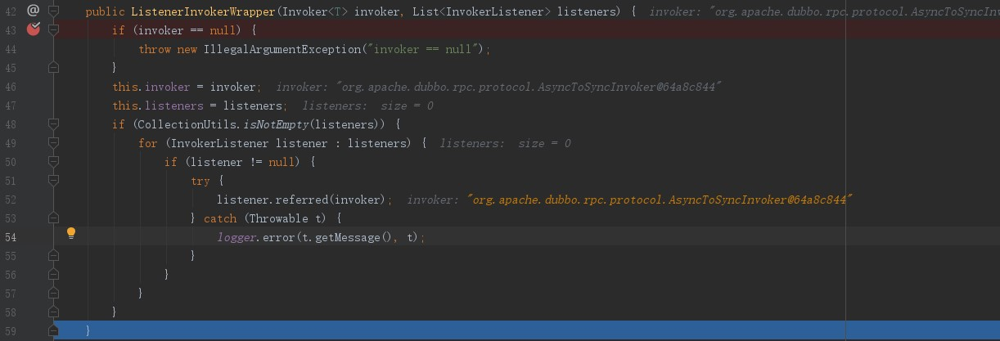 42 @ public ListenerInvokerWrapper(Invoker<T> invoker, List<InvokerListener> listeners) { invoker: "org.apache.dubbo.rpc.protocol.AsyncToSyncInv
43 if (invoker == null) {
44 throw new IllegalArgumentException("invoker == null");
45 }
46 this.invoker = invoker; invoker: "org.apache.dubbo.rpc.protocol.AsyncToSyncInvoker@64a8c844"
47 this.listeners = listeners; listeners: size = 0
48 if (CollectionUtils.isNotEmpty(listeners)) {
49 for (InvokerListener listener : listeners) { listeners: size = 0
50 if (listener != null) {
51 try {
52 listener.referred(invoker); invoker: "org.apache.dubbo.rpc.protocol.AsyncToSyncInvoker@64a8c844"
53 } catch (Throwable t) {
54 logger.error(t.getMessage(), t);
55 }
56 }
57 }
58 }
59 }